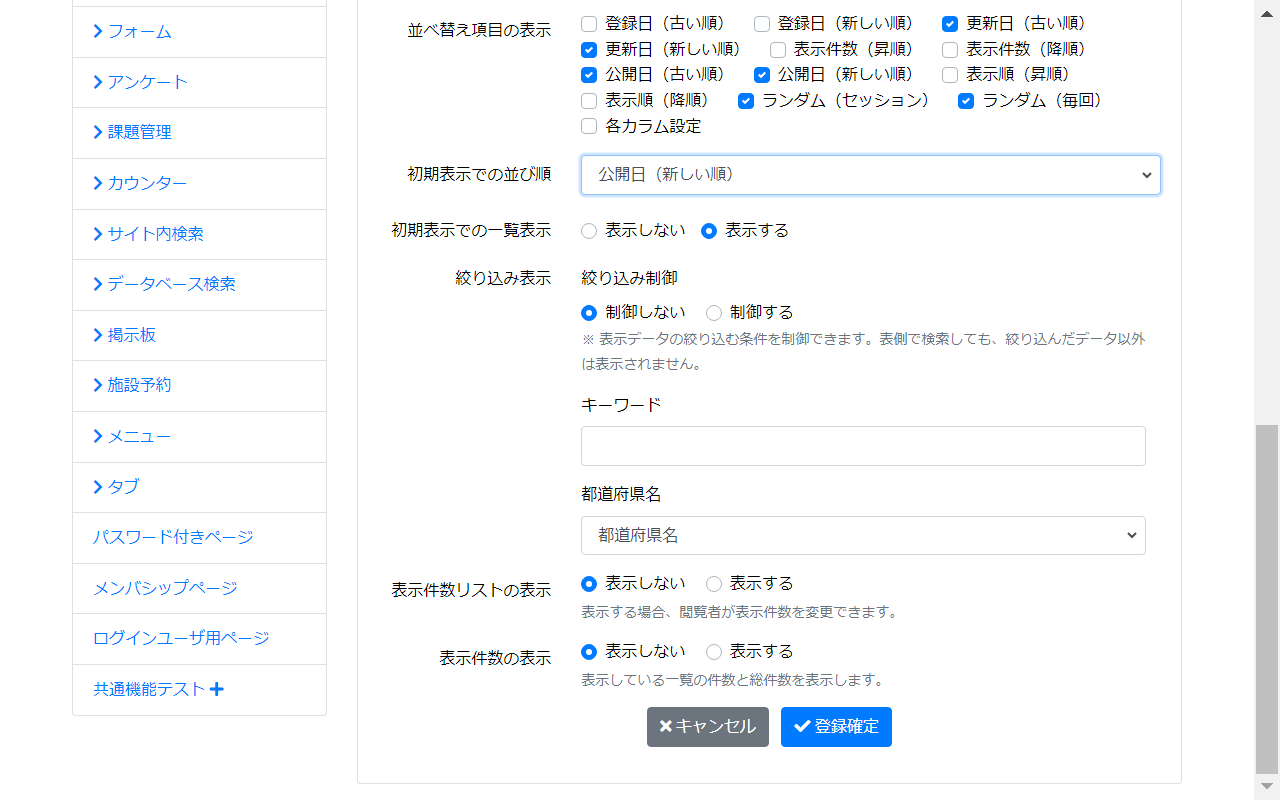 フォーム
アンケート
課題管理
カウンター
サイト内検索
データベース検索
掲示板
施設予約
メニュー
タブ
パスワード付きページ
メンバシップページ
ログインユーザ用ページ
共通機能テスト
並べ替え項目の表示
登録日（古い順） 登録日（新しい順） 更新日（古い順）
更新日（新しい順） 表示件数（昇順） 表示件数（降順）
公開日（古い順） 公開日（新しい順） 表示順（昇順）
表示順（降順） ランダム（セッション） ランダム（毎回）
各カラム設定
初期表示での並び順 公開日（新しい順）
初期表示での一覧表示 表示しない 表示する
絞り込み表示 絞り込み制御
制御しない 制御する
※ 表示データの絞り込む条件を制御できます。表側で検索しても、絞り込んだデータ以外
は表示されません。
キーワード
都道府県名
都道府県名
表示件数リストの表示 表示しない 表示する
表示する場合、閲覧者が表示件数を変更できます。
表示件数の表示 表示しない 表示する
表示している一覧の件数と総件数を表示します。
キャンセル 登録確定